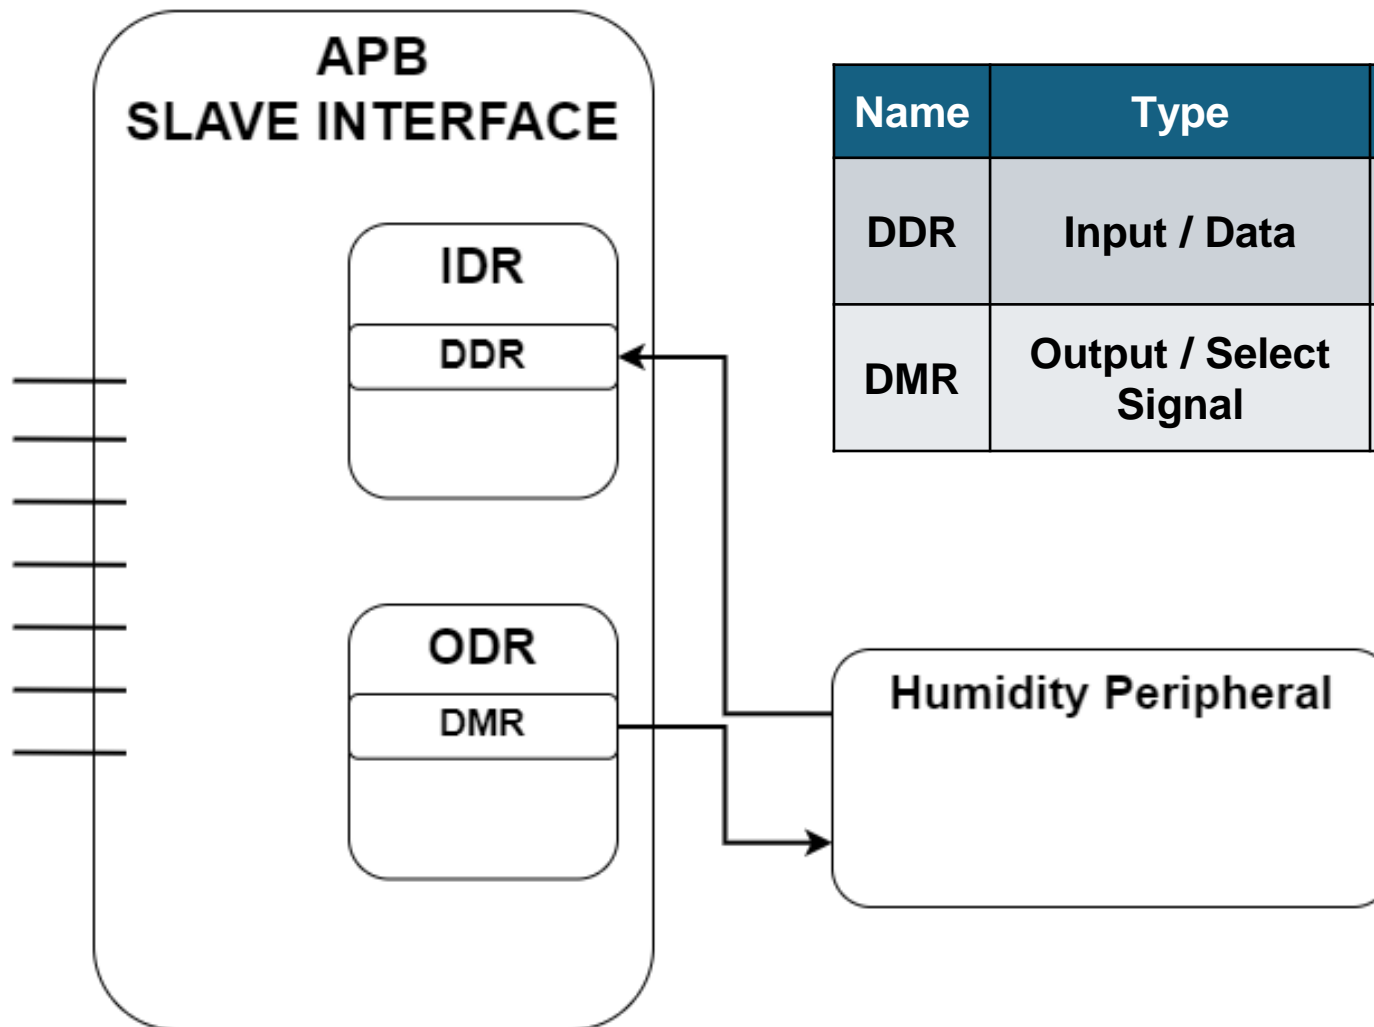 APB
SLAVE INTERFACE
IDR
DDR
ODR
DMR
Name Type
DDR Input / Data
DMR Output / Select
Signal
Humidity Peripheral